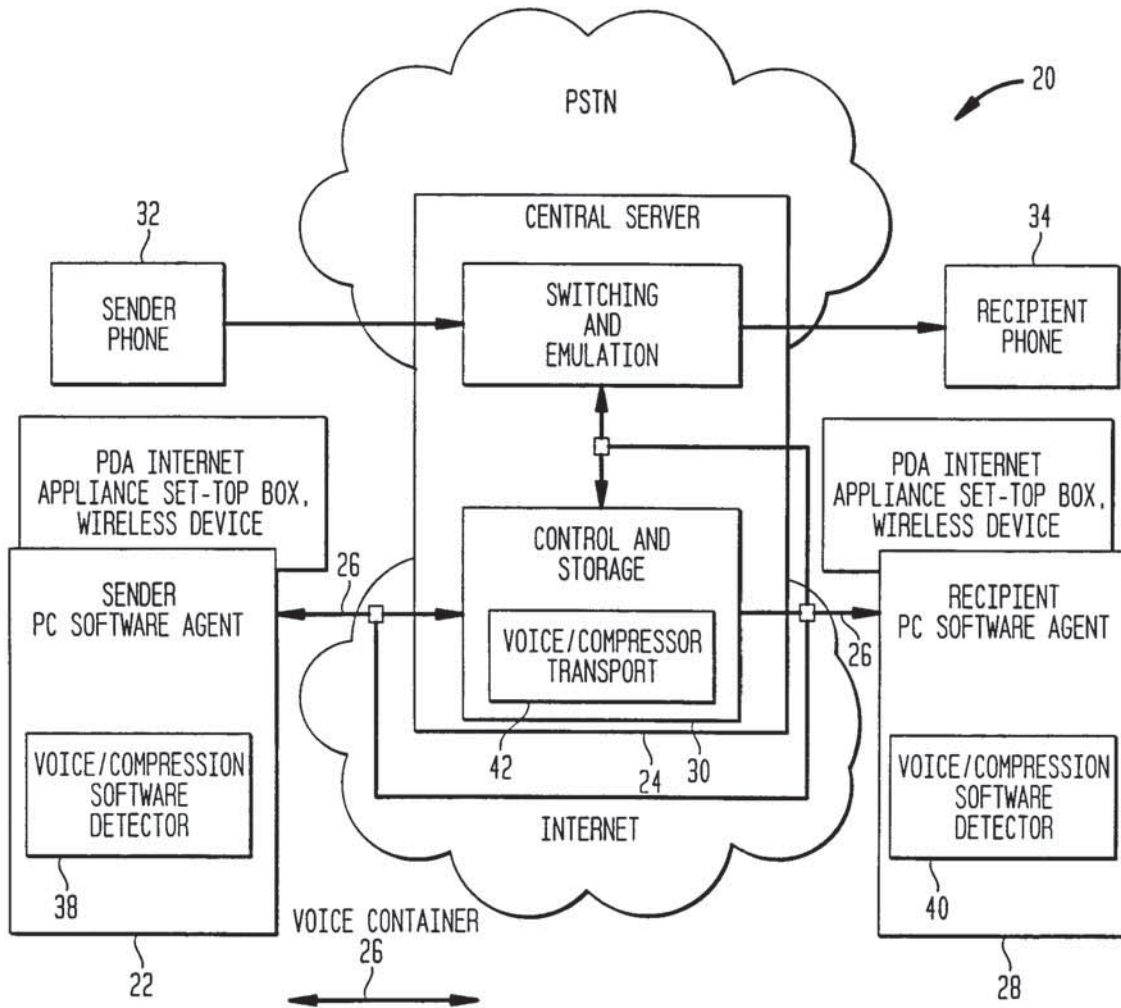 PSTN
20
CENTRAL SERVER
32
SENDER
PHONE
SWITCHING
AND
EMULATION
34
RECIPIENT
PHONE
PDA INTERNET
APPLIANCE SET-TOP BOX,
WIRELESS DEVICE
PDA INTERNET
APPLIANCE SET-TOP BOX,
WIRELESS DEVICE
SENDER
PC SOFTWARE AGENT
26
CONTROL AND
STORAGE
VOICE/COMPRESSOR
TRANSPORT
26
RECIPIENT
PC SOFTWARE AGENT
42
24
30
VOICE/COMPRESSION
SOFTWARE
DETECTOR
38
INTERNET
VOICE/COMPRESSION
SOFTWARE
DETECTOR
40
VOICE CONTAINER
26
22
28